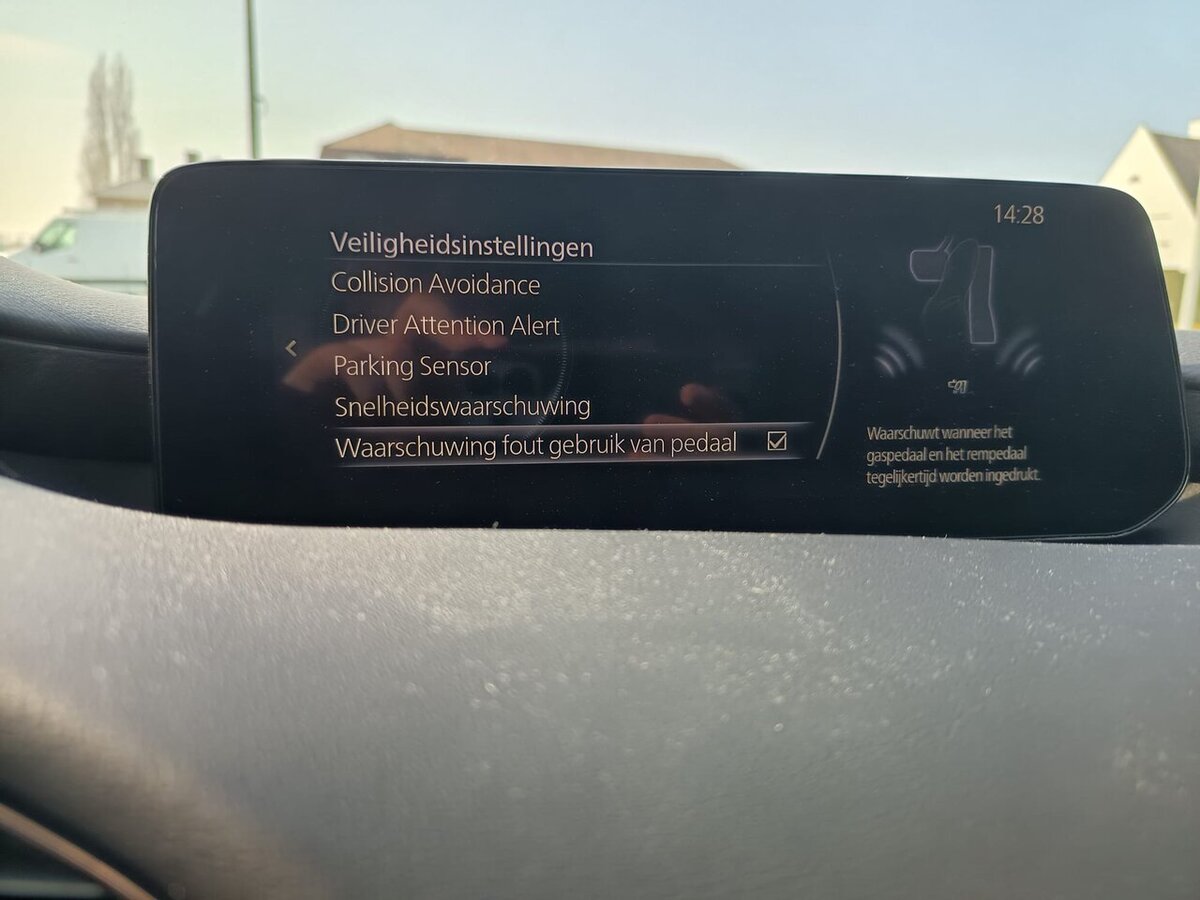 14:28
Veiligheidsinstellingen
Collision Avoidance
Driver Attention Alert
Parking Sensor
Snelheidswaarschuwing
Waarschuwing fout gebruik van pedaal
Waarschuwt wanneer het
gaspedaal en het rempedaal
tegelijkertijd worden ingedrukt.